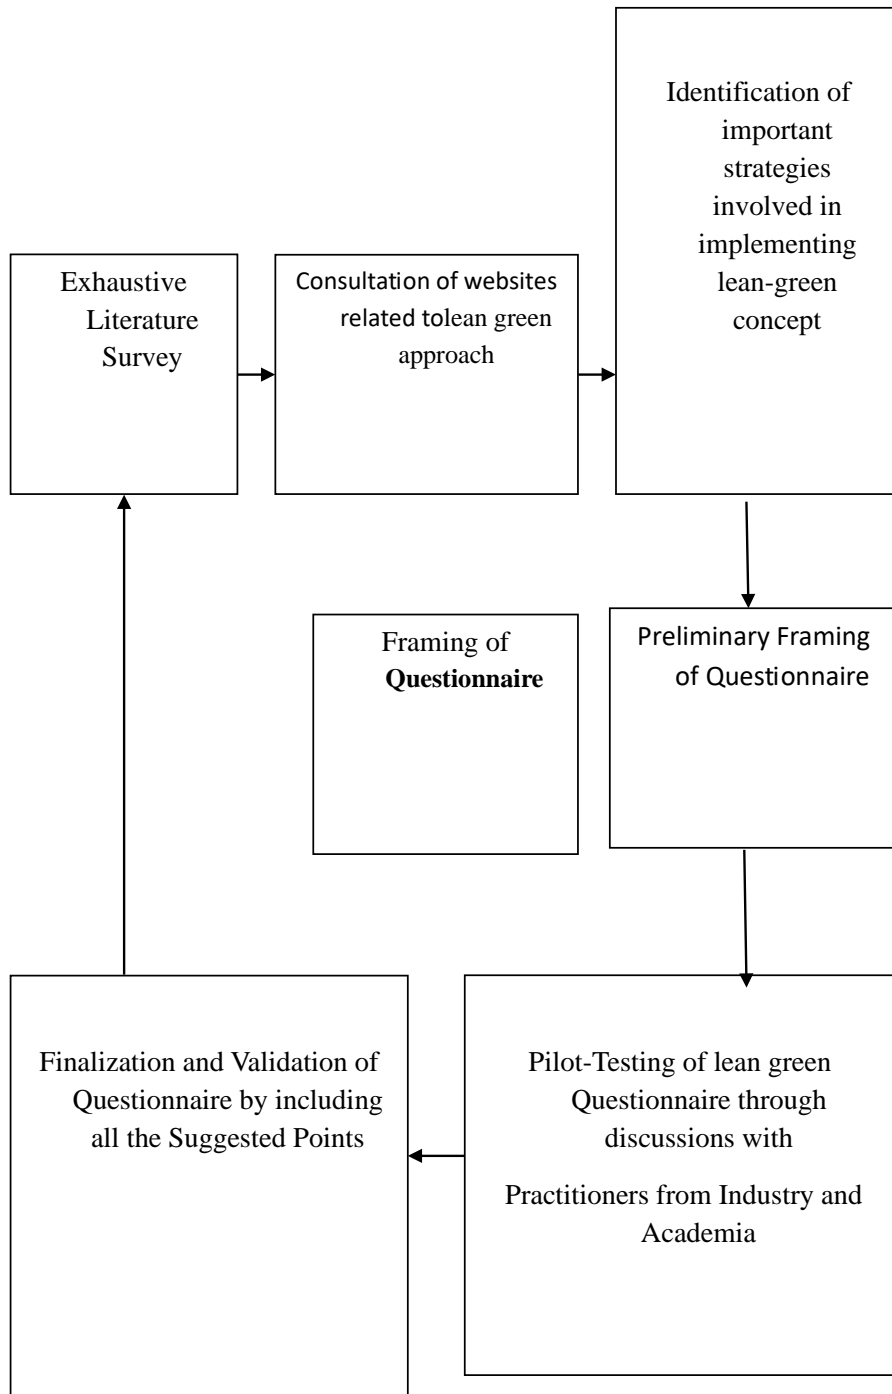 Exhaustive
Literature
Survey
Consultation of websites
related tolean green
approach
Identification of
important
strategies
involved in
implementing
lean-green
concept
Framing of
Questionnaire
Preliminary Framing
of Questionnaire
Finalization and Validation of
Questionnaire by including
all the Suggested Points
Pilot-Testing of lean green
Questionnaire through
discussions with
Practitioners from Industry and
Academia